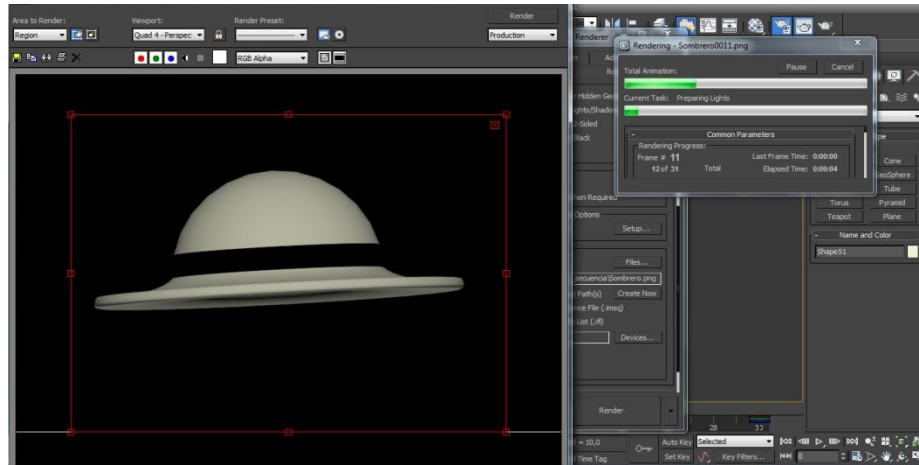 Area to Render:
Viewport:
Render Preset:
Render
Region
Quad 4 - Perspec
Production
RGB Alpha
Renderer
Rendering - Sombrero0011.png
Total Animation:
Pause
Cancel
Current Task: Preparing Lights
Common Parameters
Rendering Progress:
Frame # 11
Last Frame Time: 0:00:00
12 of 31
Total
Elapsed Time: 0:00:04
r Hidden Geo
ghts/Shado
2-Sided
Black
hen Required
Options
Setup...
Files...
secuencia\Sombrero.png
t Path(s)
Create Now
ence File (.imsq)
List (.ifl)
Devices...
Render
Cone
GeoSphere
Tube
Torus
Pyramid
Teapot
Plane
Name and Color
Shape51
28
33
= 10,0
Auto Key
Selected
d Time Tag
Set Key
Key Filters...
0